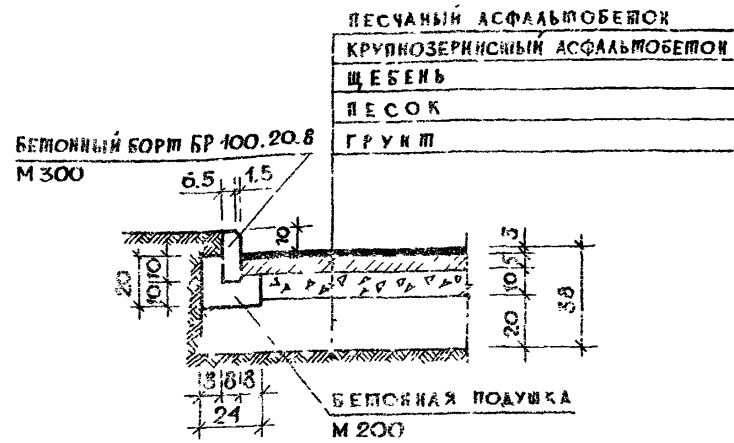 ПЕСЧАНЫЙ АСФАЛЬТОБЕТОН
КРУПНОЗЕРНИСТЫЙ АСФАЛЬТОБЕТОН
ЩЕБЕНЬ
ПЕСОК
ГРУНТ
БЕТОННЫЙ БОРТ БР 100.20.8
М 300
6.5 1.5
10
3
5
10
20
38
20
10
10
8 8 8
24
БЕТОННАЯ ПОДУШКА
М 200